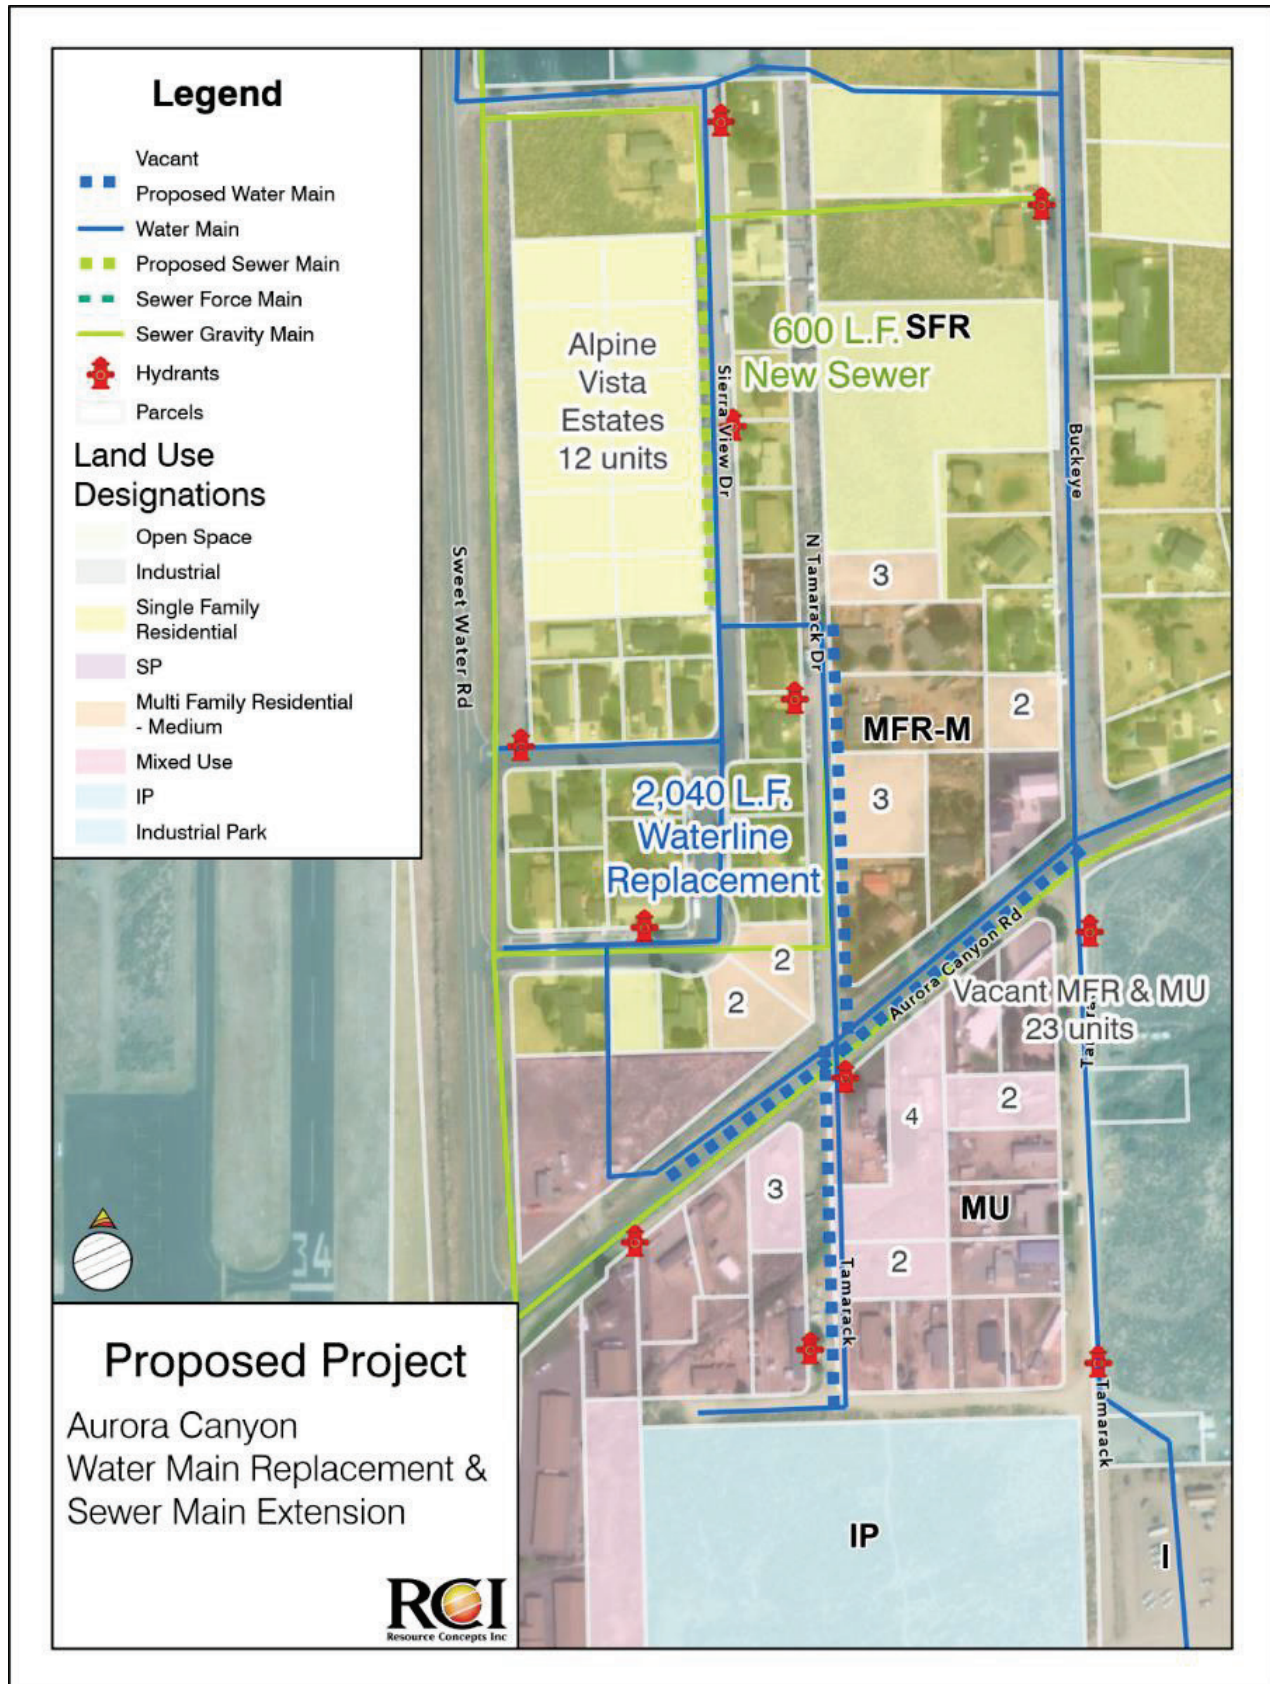 Legend
Vacant
Proposed Water Main
Water Main
Proposed Sewer Main
Sewer Force Main
Sewer Gravity Main
Hydrants
Parcels
Land Use
Designations
Open Space
Industrial
Single Family
Residential
SP
Multi Family Residential
- Medium
Mixed Use
IP
Industrial Park
Alpine
Vista
Estates
12 units
600 L.F.
New Sewer
SFR
Sierra View Dr
Buckeye
N Tamarack Dr
Sweet Water Rd
3
2
MFR-M
3
2,040 L.F.
Waterline
Replacement
Aurora Canyon Rd
2
2
Vacant MFR & MU
23 units
4
2
3
MU
2
Tamarack
Tamarack
34
IP
I
Proposed Project
Aurora Canyon
Water Main Replacement &
Sewer Main Extension
RCI
Resource Concepts Inc